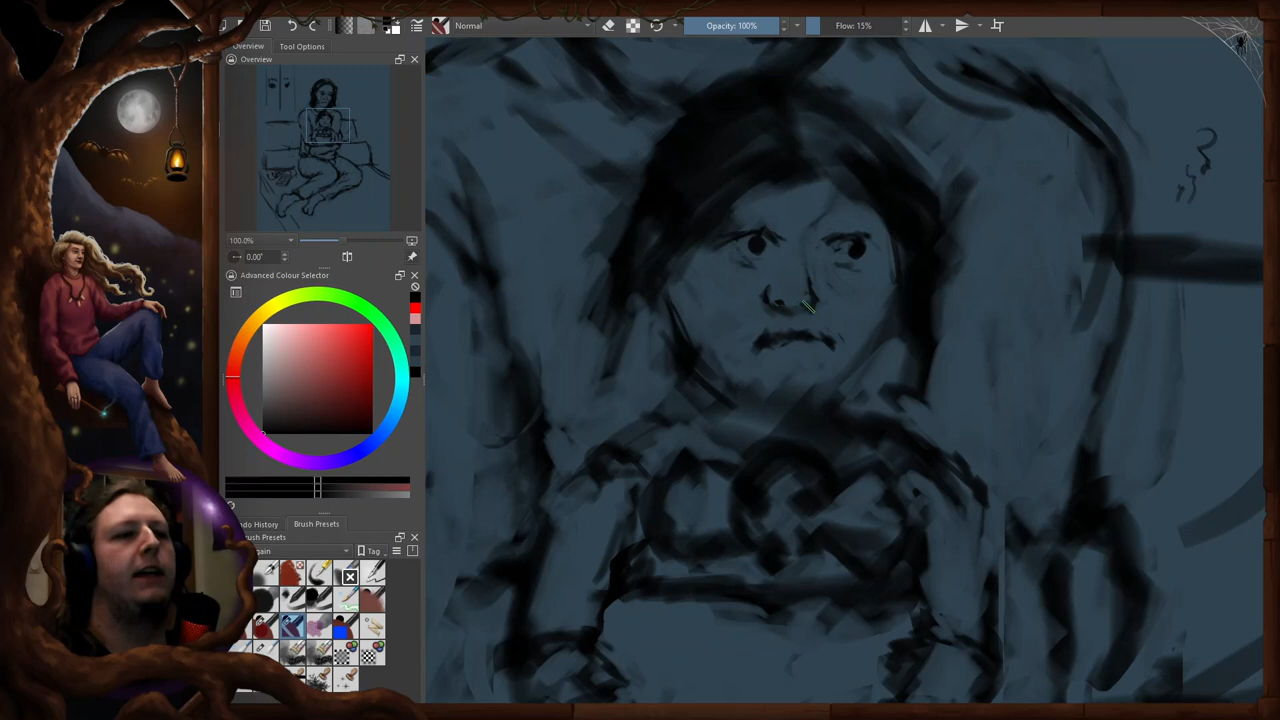 Normal
Opacity: 100%
Flow: 15%
Overview
Tool Options
Overview
100.0%
0.00°
Advanced Colour Selector
Brush Presets
Tag